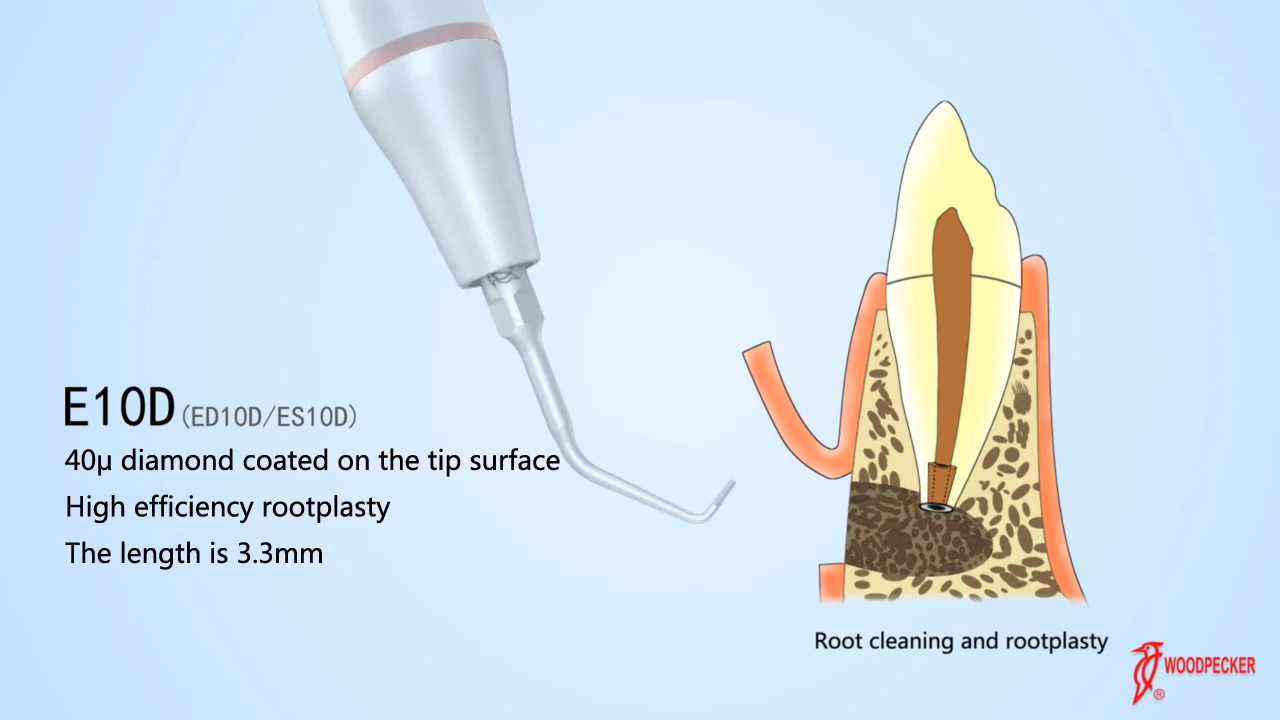 E10D (ED10D/ES10D)
40μ diamond coated on the tip surface
High efficiency rootplasty
The length is 3.3mm
Root cleaning and rootplasty
WOODPECKER
®